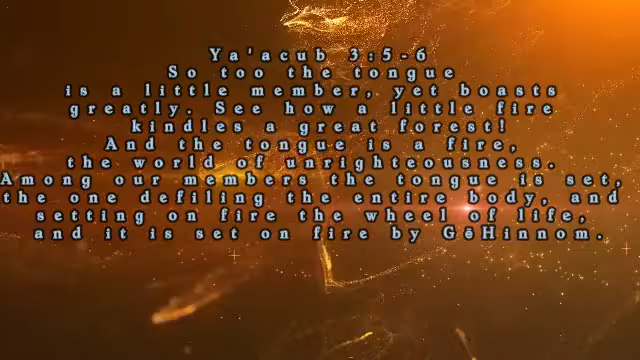 Ya'acub 3:5-6
So too the tongue
is a little member, yet boasts
greatly. See how a little fire
kindles a great forest!
And the tongue is a fire,
the world of unrighteousness.
Among our members the tongue is set,
the one defiling the entire body, and
setting on fire the wheel of life,
and it is set on fire by GĕHinnom.